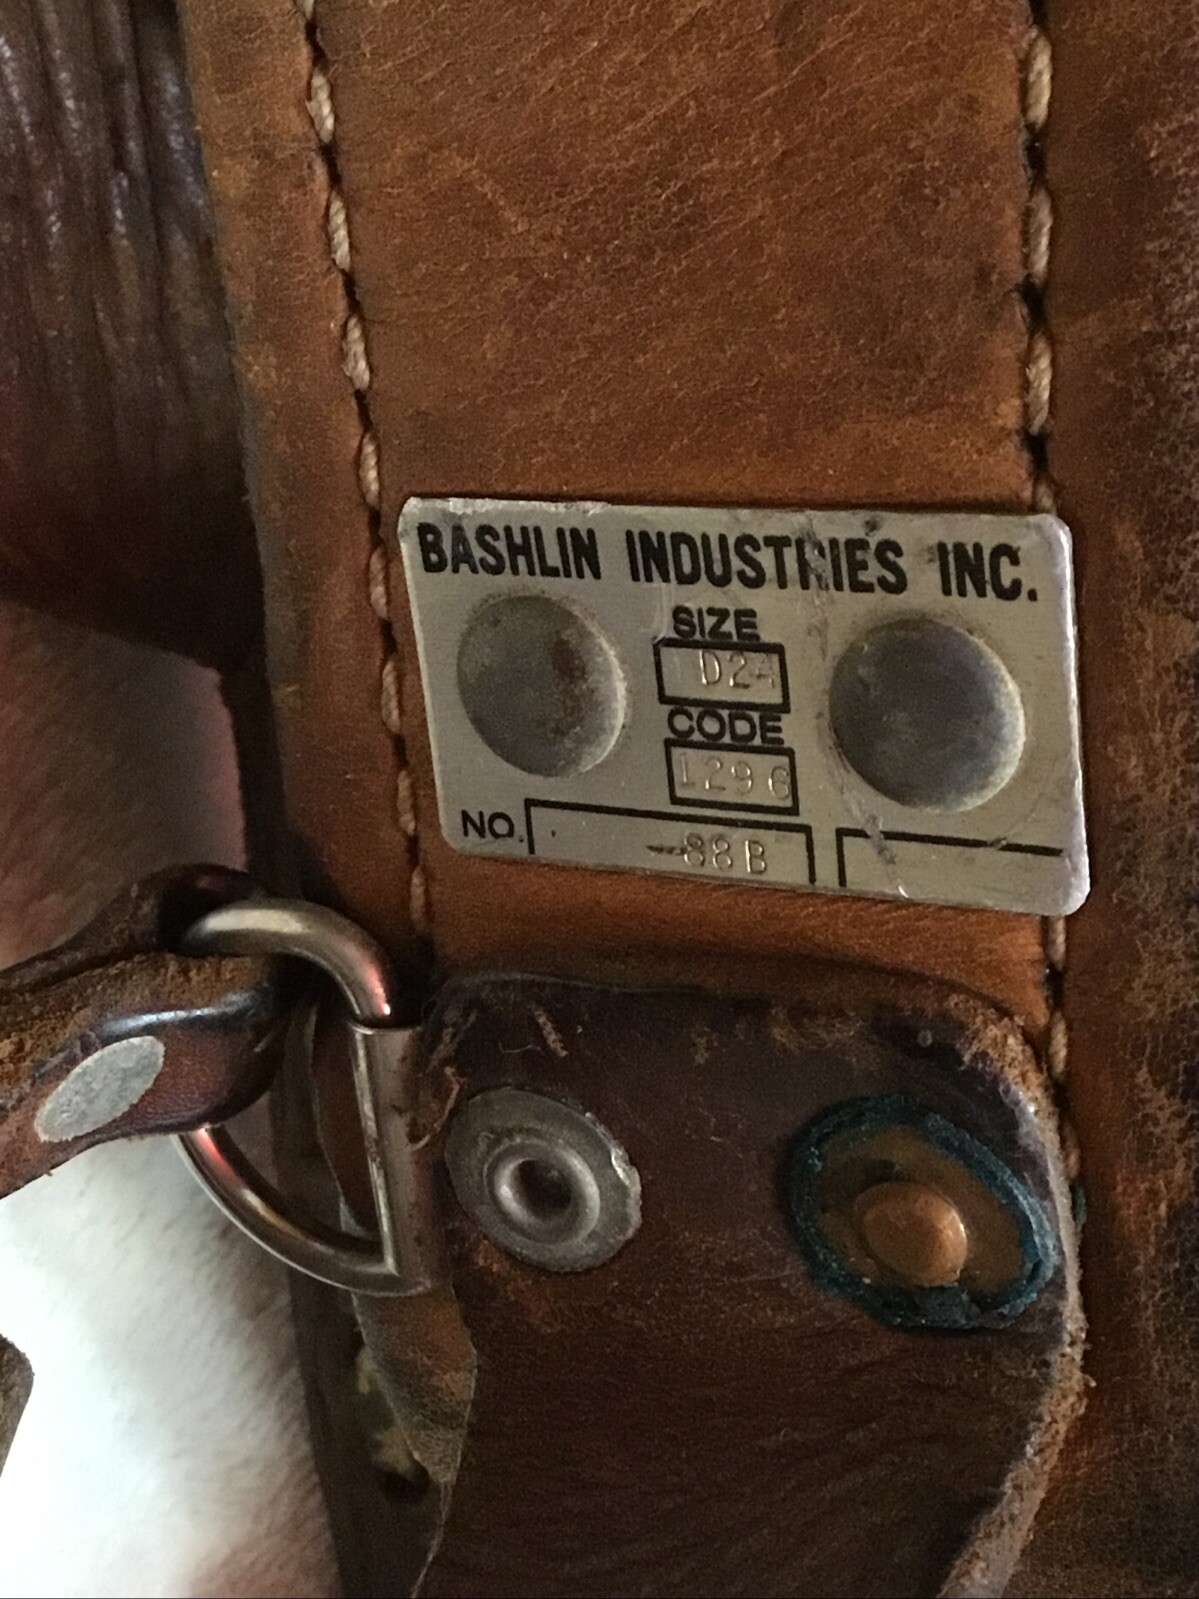 BASHLIN INDUSTRIES INC.
SIZE
D24
CODE
1296
NO. 88B